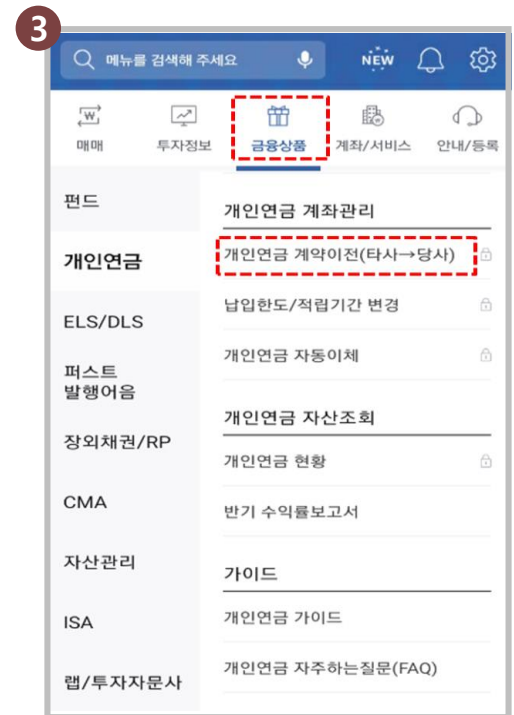 3
메뉴를 검색해 주세요
NEW
매매
투자정보
금융상품
계좌/서비스
안내/등록
펀드
개인연금
ELS/DLS
퍼스트
발행어음
장외채권/RP
CMA
자산관리
ISA
랩/투자자문사
개인연금 계좌관리
개인연금 계약이전(타사→당사)
납입한도/적립기간 변경
개인연금 자동이체
개인연금 자산조회
개인연금 현황
반기 수익률보고서
가이드
개인연금 가이드
개인연금 자주하는질문(FAQ)